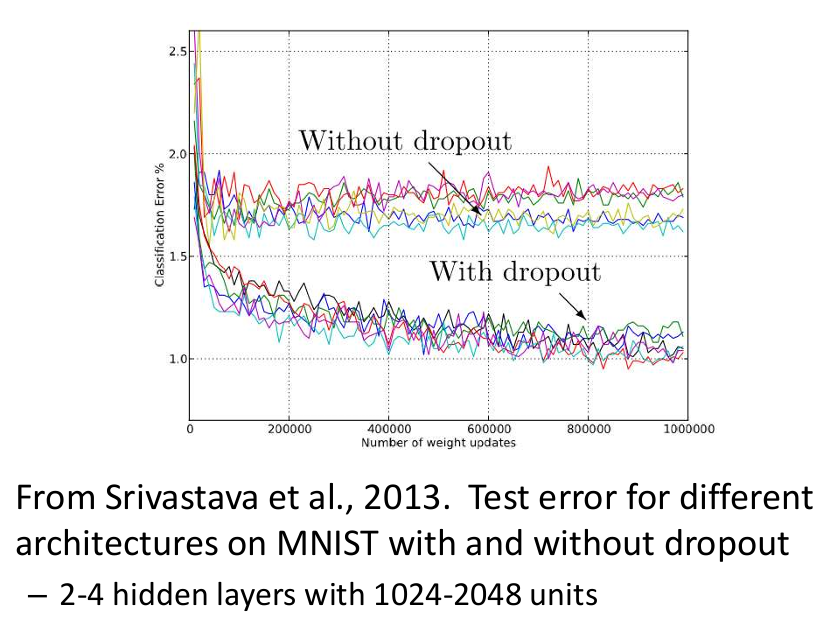 2.5
2.0
1.5
1.0
Classification Error %
Without dropout
With dropout
0 200000 400000 600000 800000 1000000
Number of weight updates
From Srivastava et al., 2013. Test error for different
architectures on MNIST with and without dropout
– 2-4 hidden layers with 1024-2048 units